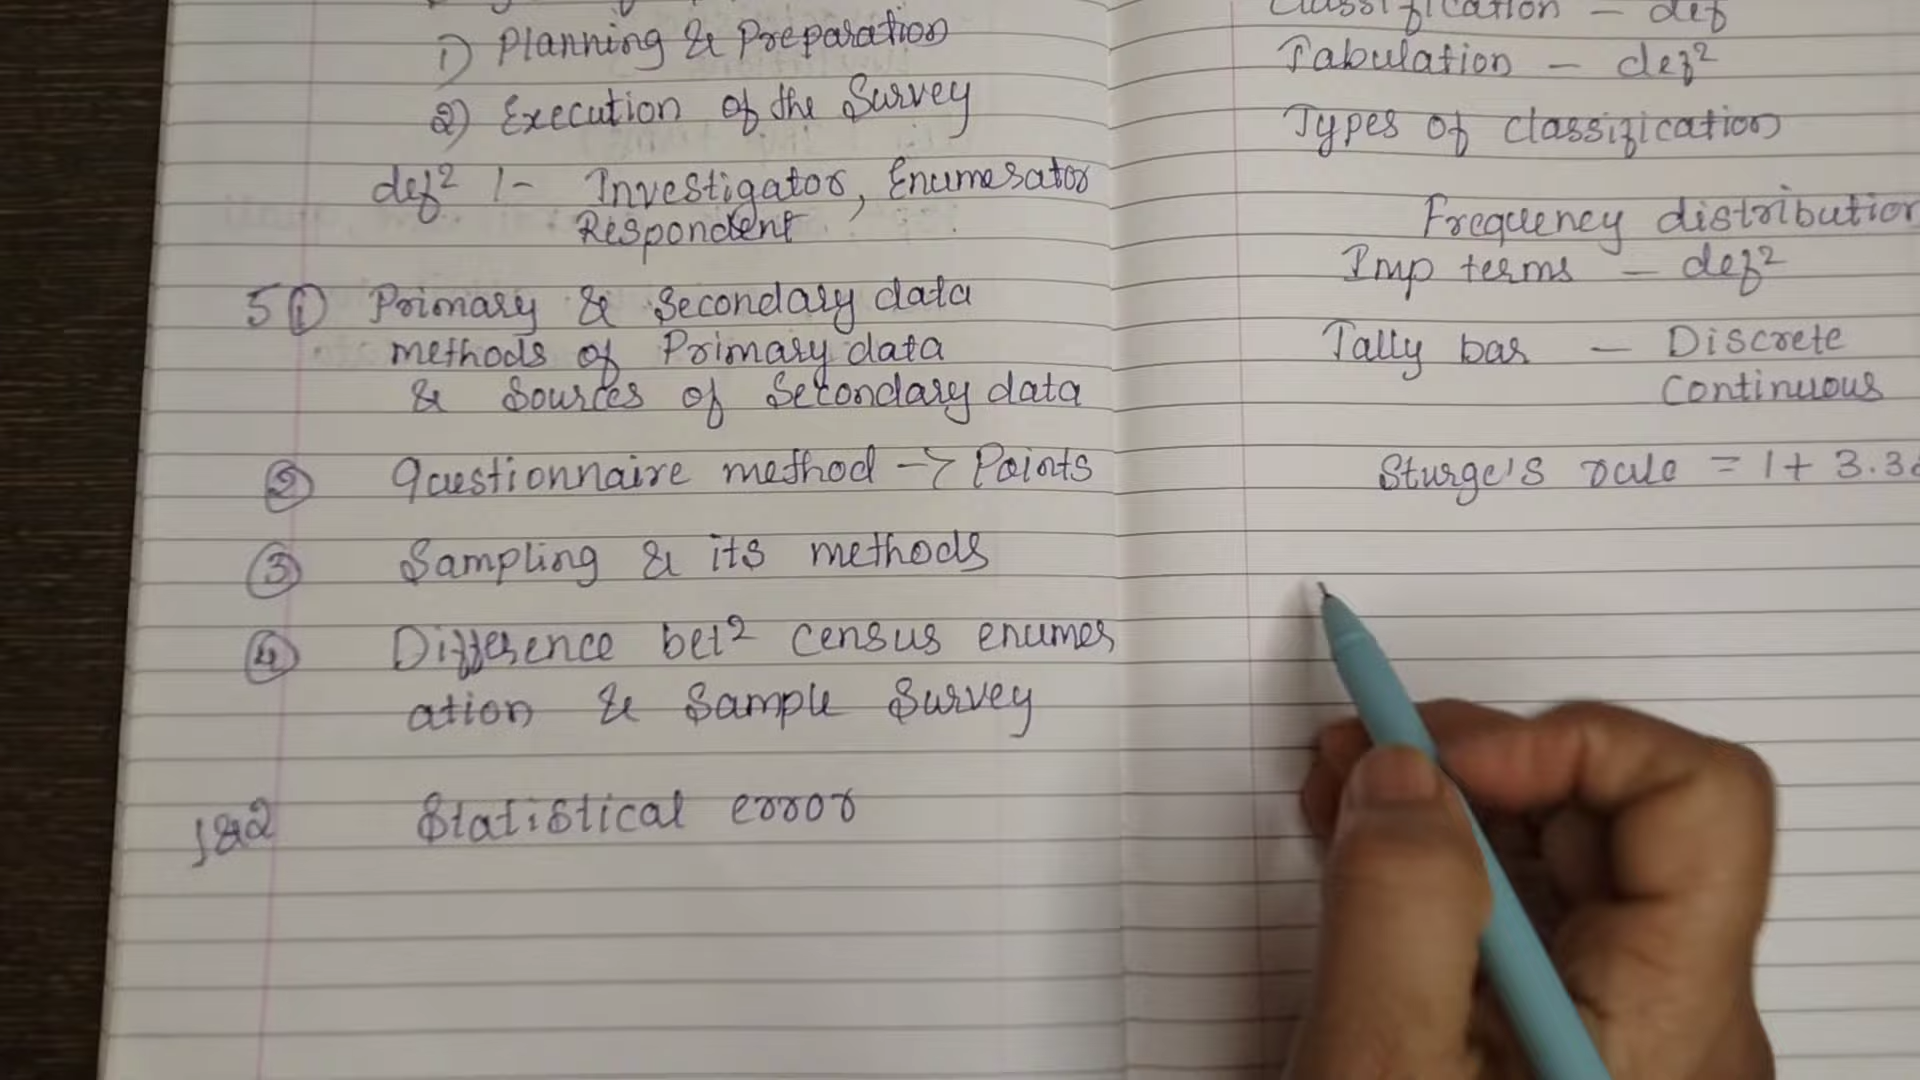 1) Planning & Preparation
2) Execution of the Survey
def² :- Investigator, Enumerator
Respondent
5 ① Primary & Secondary data
methods of Primary data
& Sources of Secondary data
② Questionnaire method -> Points
③ Sampling & its methods
④ Difference bet² census enumer
ation & Sample Survey
1&2 Statistical error
Classification - def
Tabulation - def²
Types of classification
Frequency distribution
Imp terms - def²
Tally bar - Discrete
Continuous
Sturge's rule = 1 + 3.3